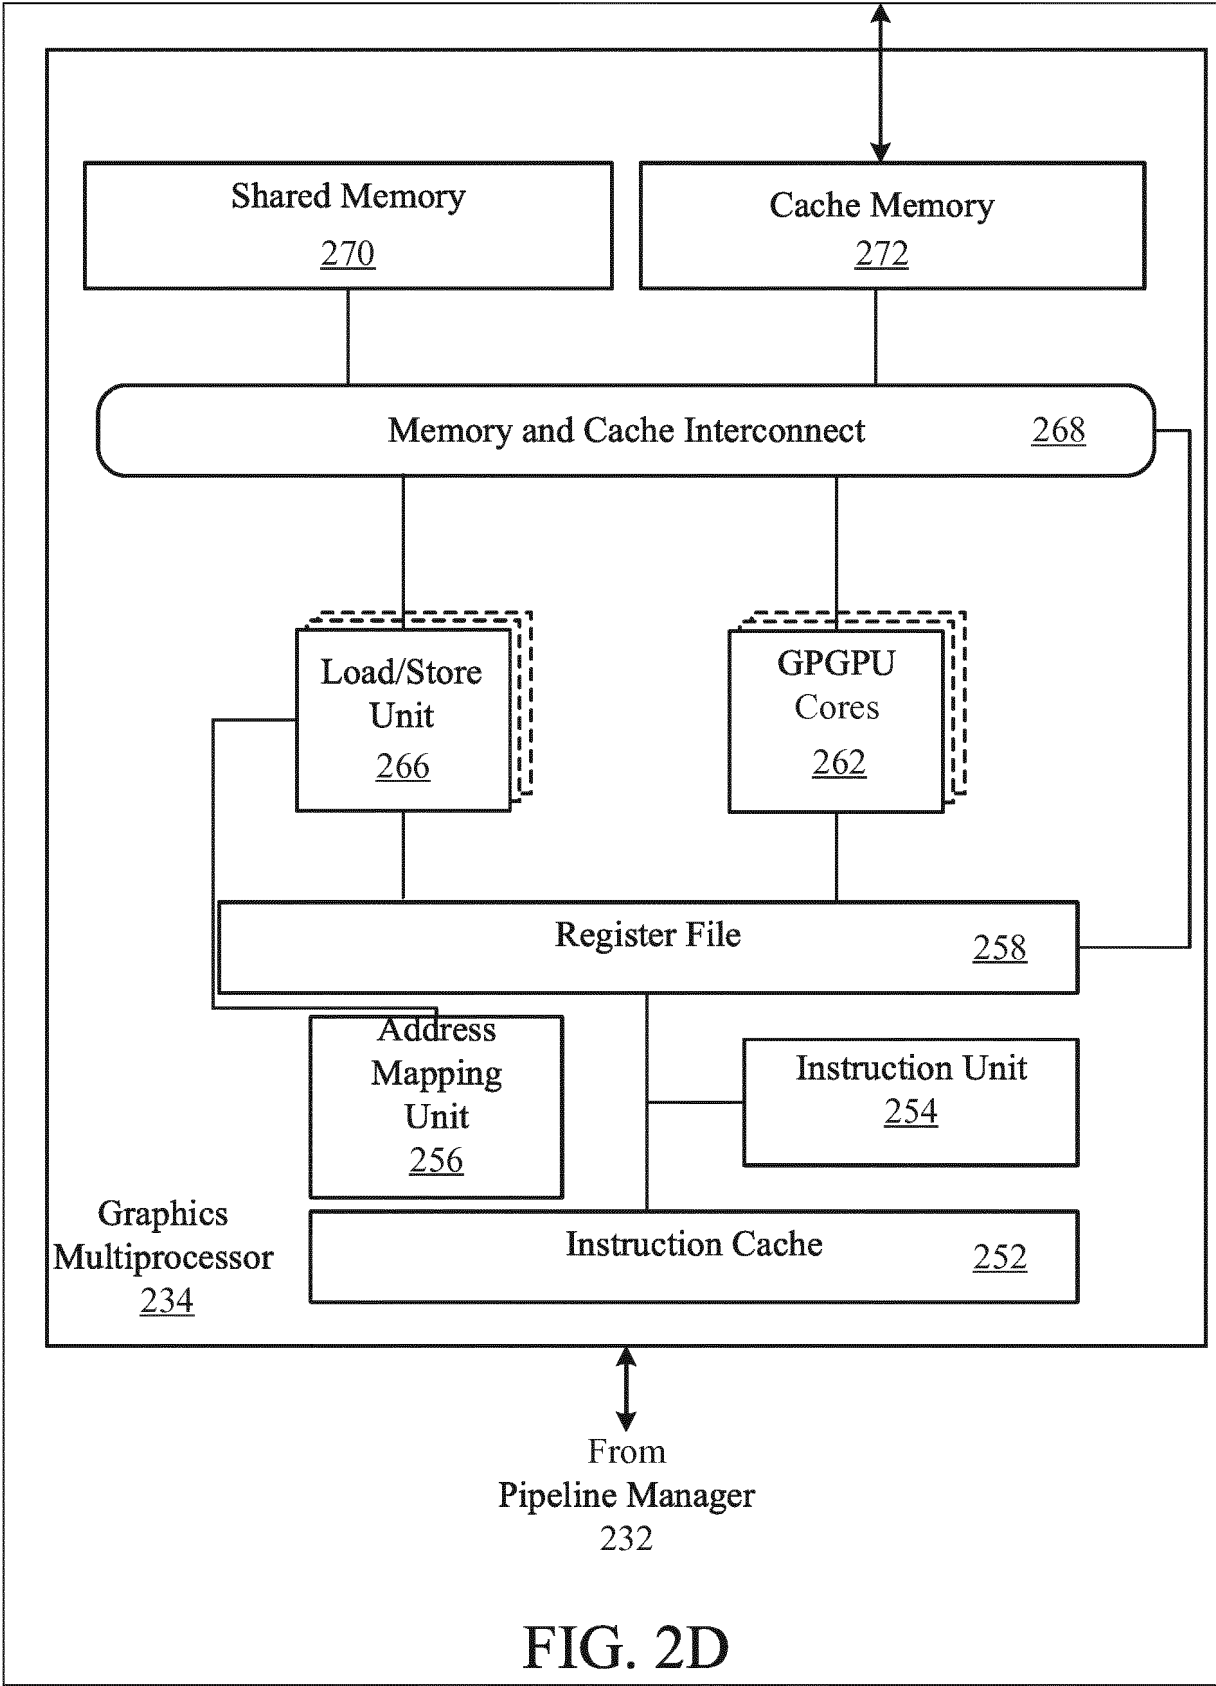 Shared Memory
270
Cache Memory
272
Memory and Cache Interconnect 268
Load/Store
Unit
266
GPGPU
Cores
262
Register File 258
Address
Mapping
Unit
256
Instruction Unit
254
Graphics
Multiprocessor
234
Instruction Cache 252
From
Pipeline Manager
232
FIG. 2D